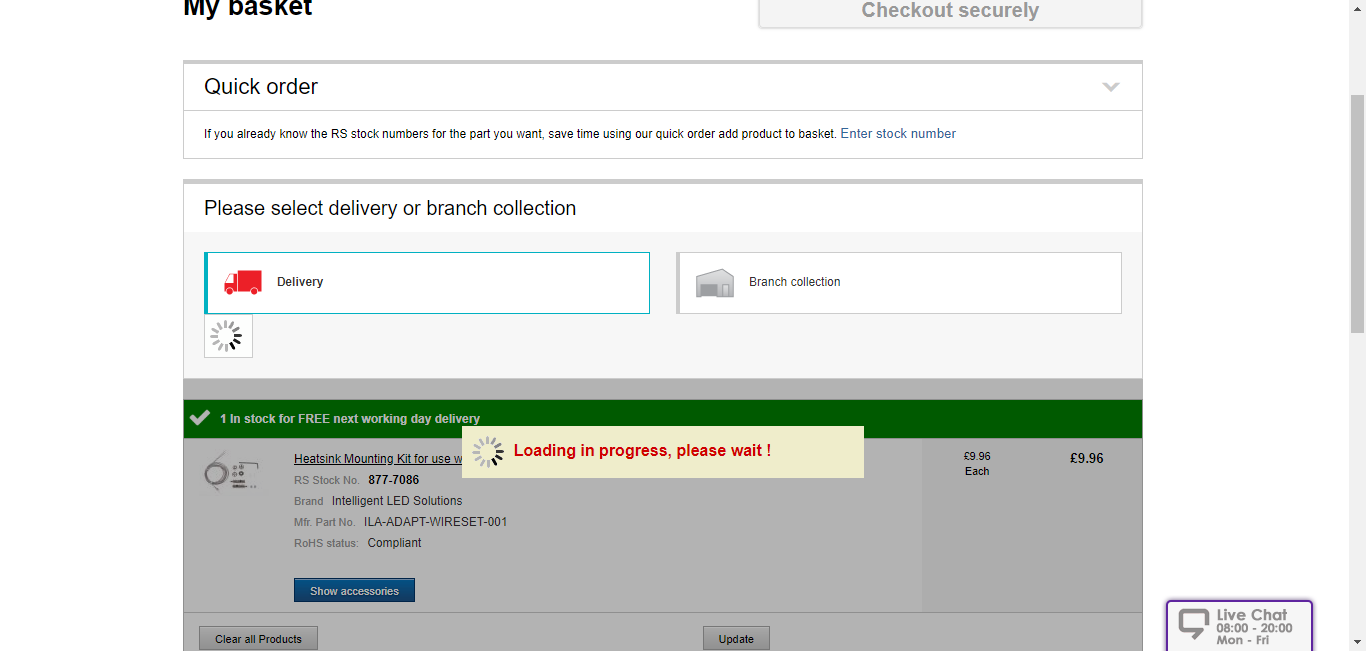 My basket
Checkout securely
Quick order
If you already know the RS stock numbers for the part you want, save time using our quick order add product to basket. Enter stock number
Please select delivery or branch collection
Delivery
Branch collection
1 In stock for FREE next working day delivery
Loading in progress, please wait !
Heatsink Mounting Kit for use w
£9.96
Each
£9.96
RS Stock No. 877-7086
Brand Intelligent LED Solutions
Mfr. Part No. ILA-ADAPT-WIRESET-001
RoHS status: Compliant
Show accessories
Clear all Products
Update
Live Chat
08:00 - 20:00
Mon - Fri